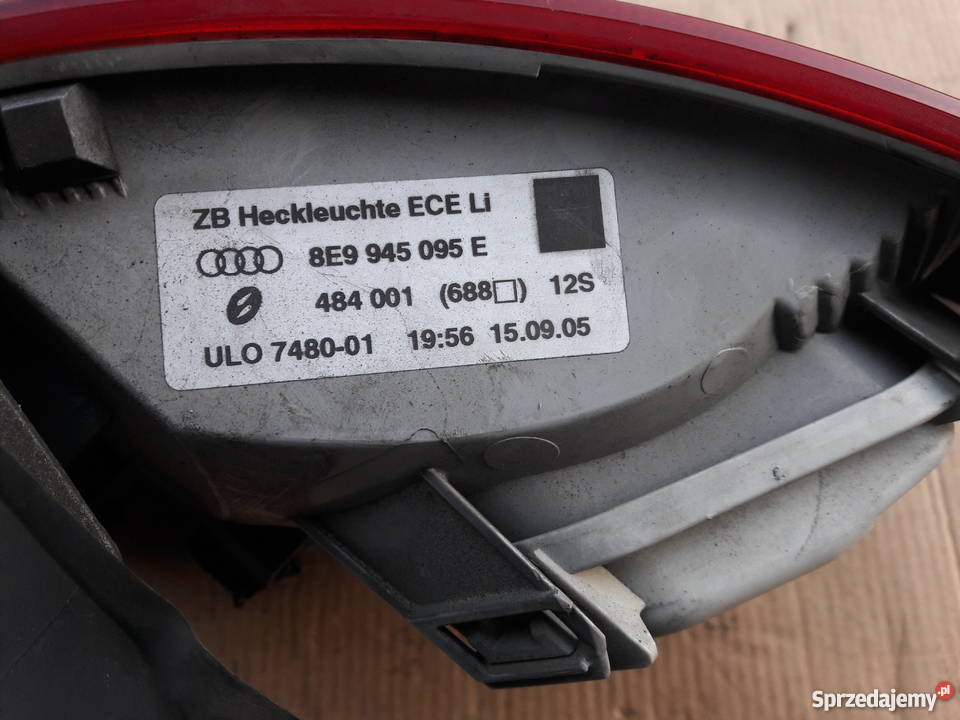 ZB Heckleuchte ECE Li
8E9 945 095 E
484 001 (688□) 12S
ULO 7480-01 19:56 15.09.05
Sprzedajemy.pl